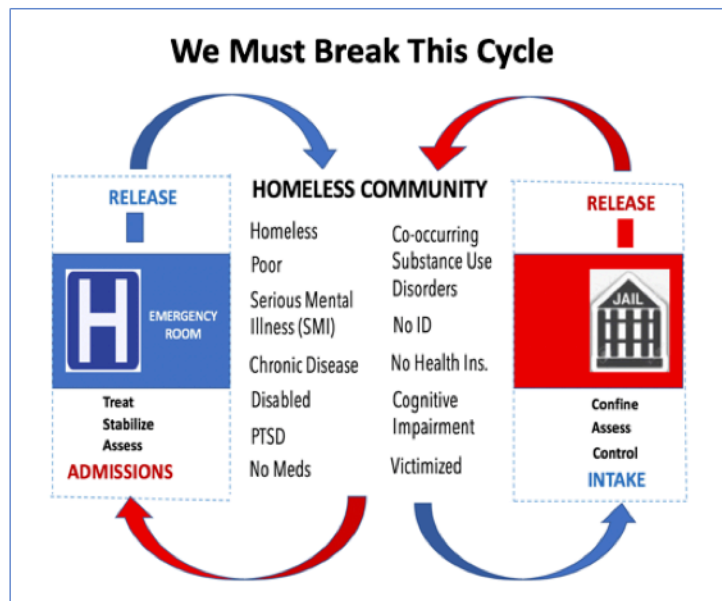 We Must Break This Cycle
RELEASE
H
EMERGENCY
ROOM
Treat
Stabilize
Assess
ADMISSIONS
HOMELESS COMMUNITY
Homeless
Poor
Serious Mental
Illness (SMI)
Chronic Disease
Disabled
PTSD
No Meds
Co-occurring
Substance Use
Disorders
No ID
No Health Ins.
Cognitive
Impairment
Victimized
RELEASE
JAIL
Confine
Assess
Control
INTAKE